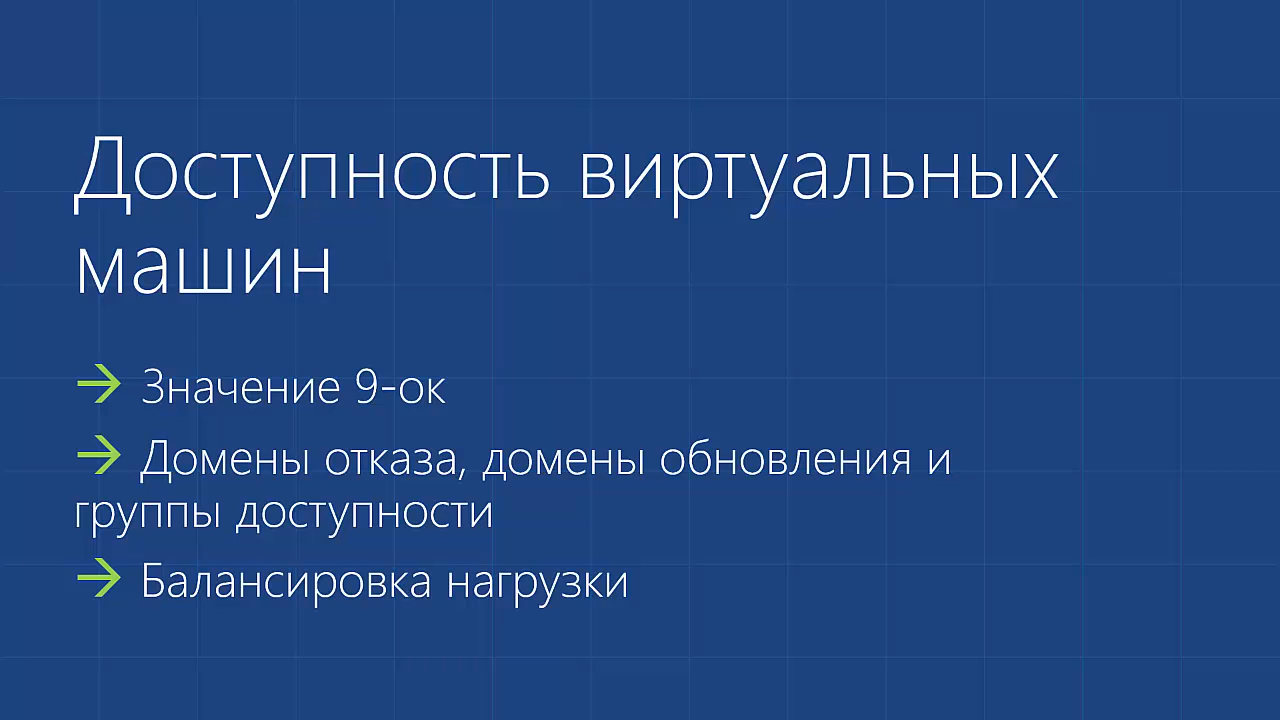 Доступность виртуальных
машин
→ Значение 9-ок
→ Домены отказа, домены обновления и
группы доступности
→ Балансировка нагрузки